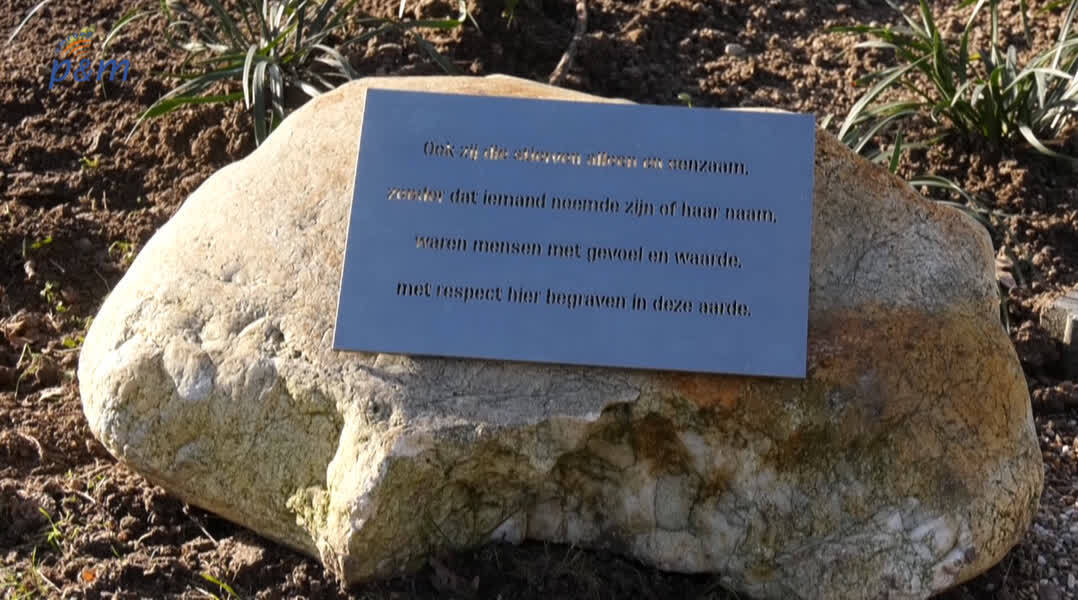 p&m
Ook zij die stierven alleen en eenzaam,
zonder dat iemand noemde zijn of haar naam,
waren mensen met gevoel en waarde,
met respect hier begraven in deze aarde.